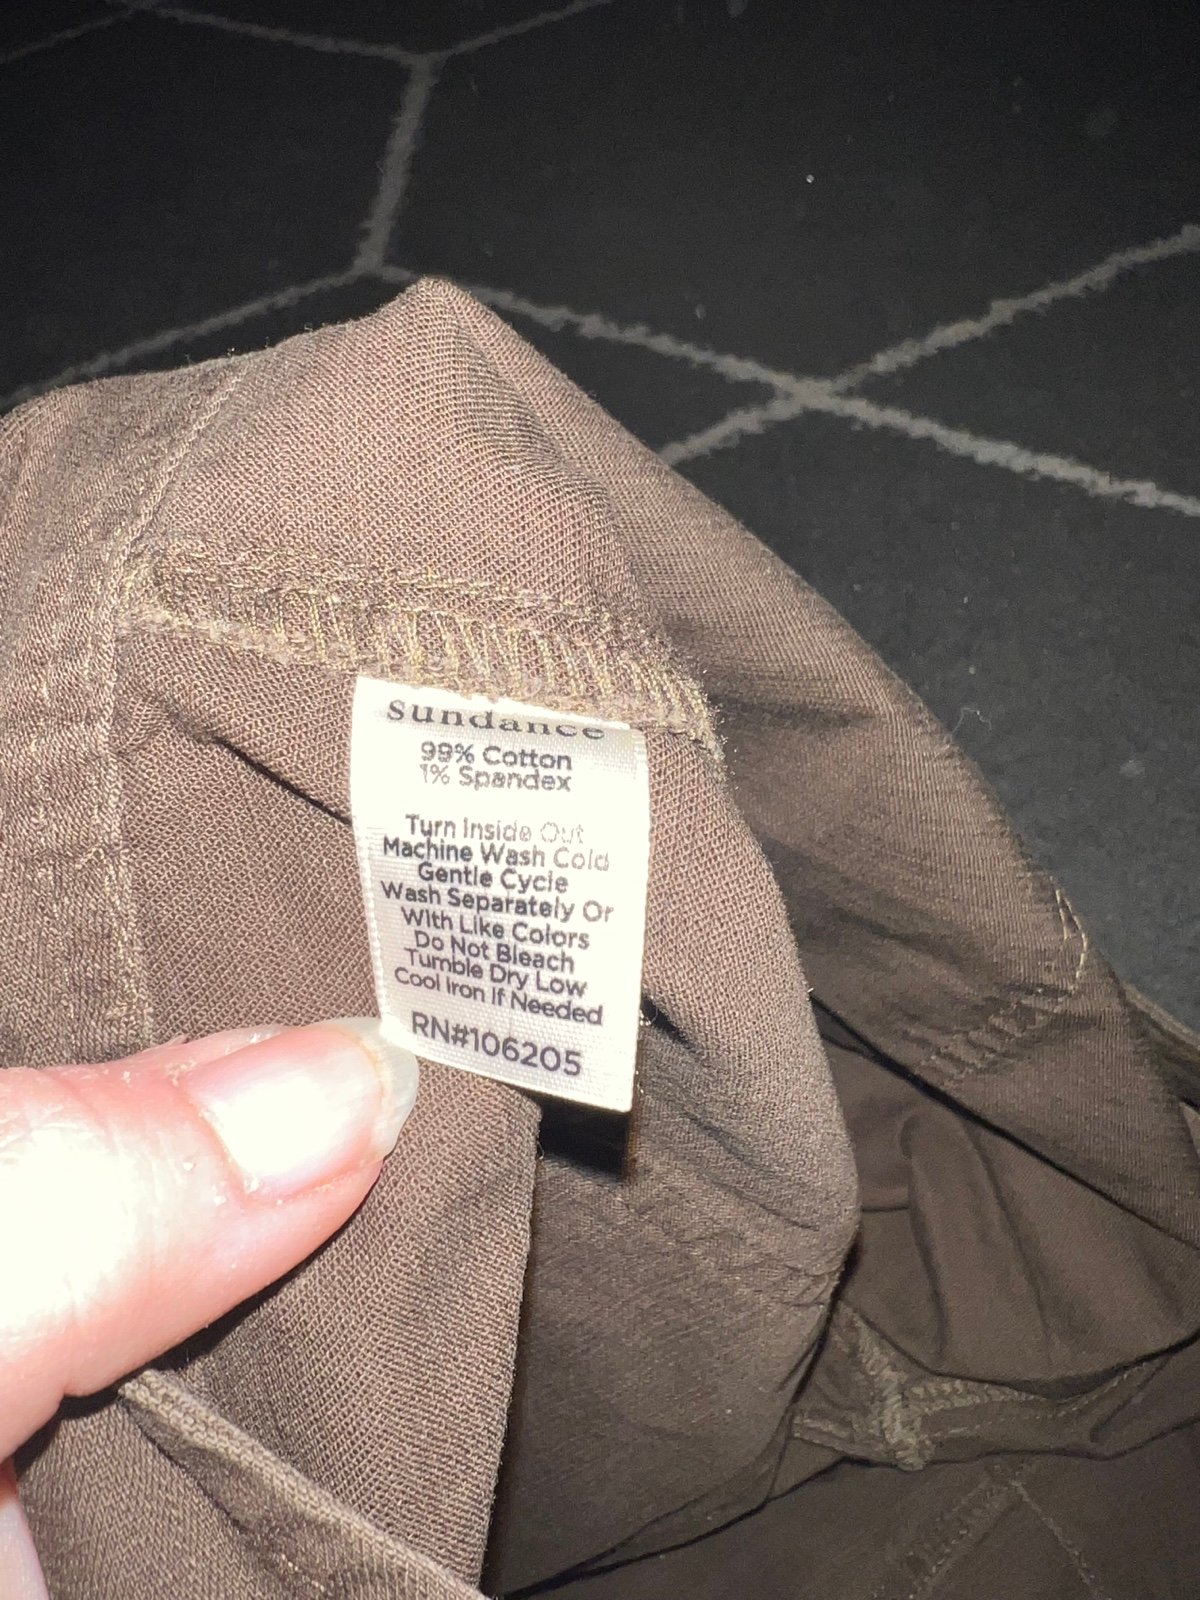 sundance
99% Cotton
1% Spandex
Turn Inside Out
Machine Wash Cold
Gentle Cycle
Wash Separately Or
With Like Colors
Do Not Bleach
Tumble Dry Low
Cool Iron If Needed
RN#106205